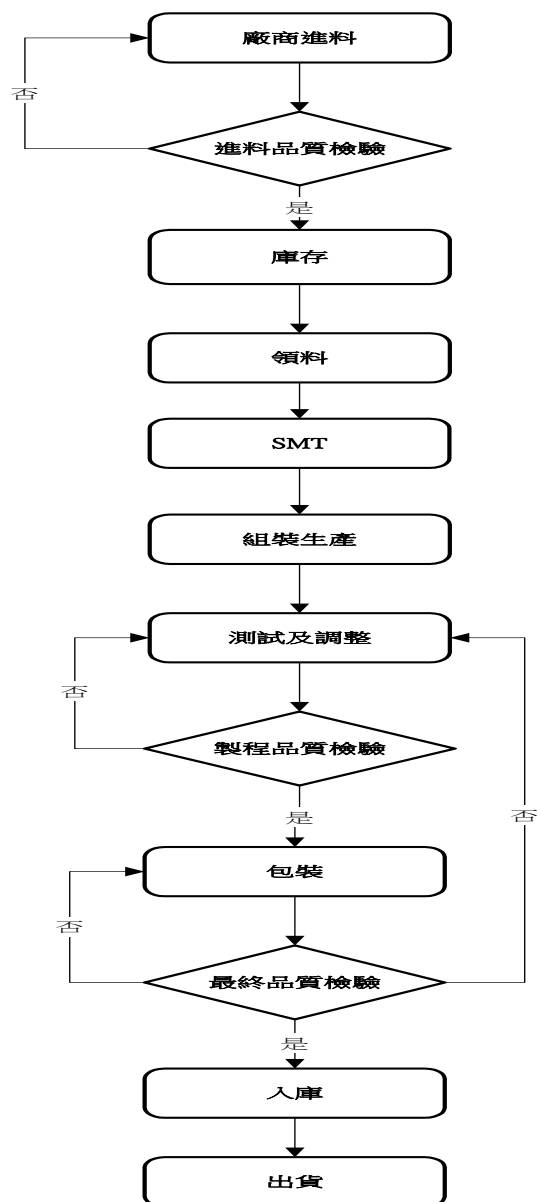 廠商進料
否
進料品質檢驗
是
庫存
領料
SMT
組裝生產
測試及調整
否
製程品質檢驗
是
否
包裝
否
最終品質檢驗
是
入庫
出貨